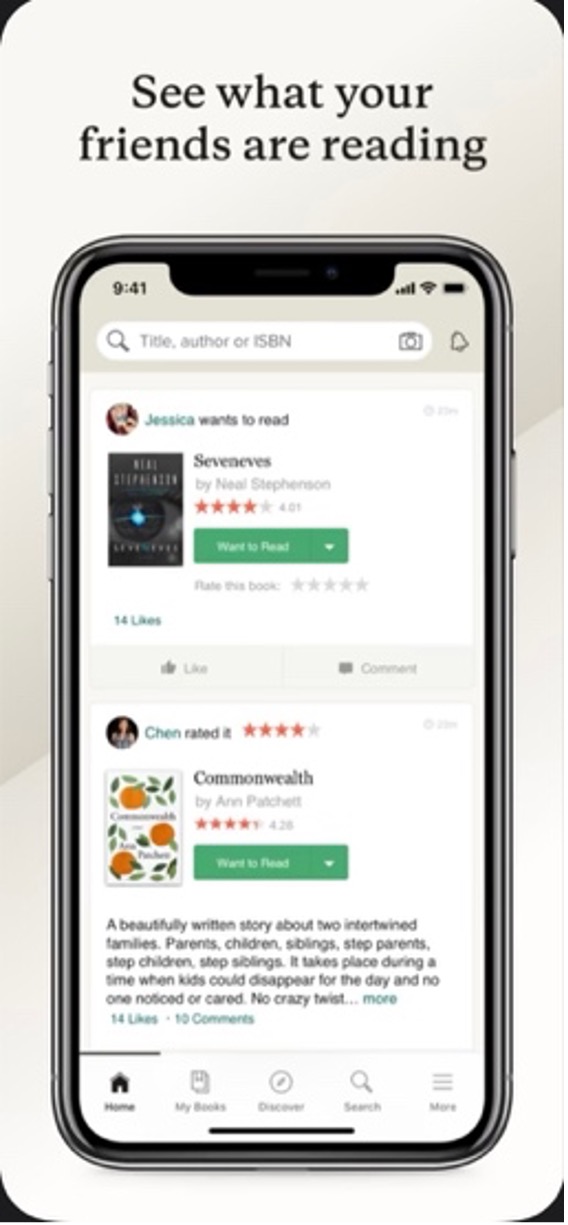 See what your
friends are reading
9:41
Title, author or ISBN
Jessica wants to read
NEAL
STEPHENSON
SEVENEVES
Seveneves
by Neal Stephenson
4.01
Want to Read
Rate this book:
14 Likes
Like
Comment
Chen rated it
Commonwealth
Ann
Patchett
Commonwealth
by Ann Patchett
4.26
Want to Read
A beautifully written story about two intertwined
families. Parents, children, siblings, step parents,
step children, step siblings. It takes place during a
time when kids could disappear for the day and no
one noticed or cared. No crazy twist... more
14 Likes · 10 Comments
Home
My Books
Discover
Search
More